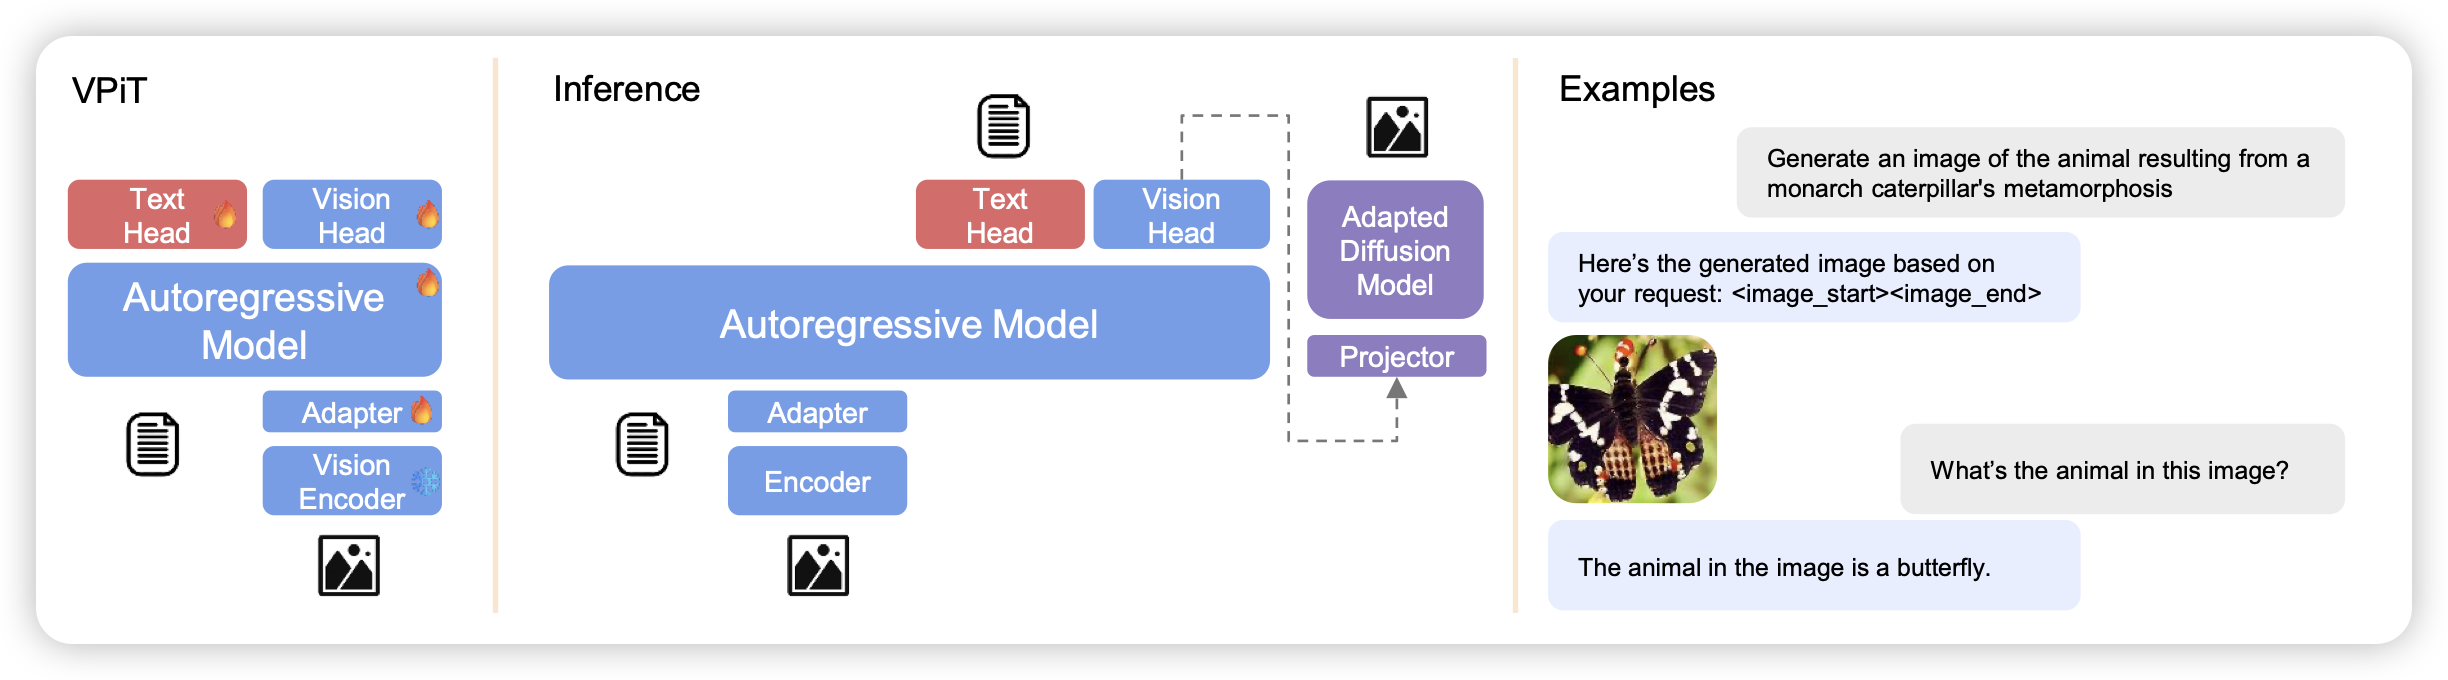 VPiT
Text
Head
Vision
Head
Autoregressive
Model
Adapter
Vision
Encoder
Inference
Text
Head
Vision
Head
Autoregressive Model
Adapter
Encoder
Adapted
Diffusion
Model
Projector
Examples
Generate an image of the animal resulting from a
monarch caterpillar's metamorphosis
Here’s the generated image based on
your request: <image_start><image_end>
What’s the animal in this image?
The animal in the image is a butterfly.